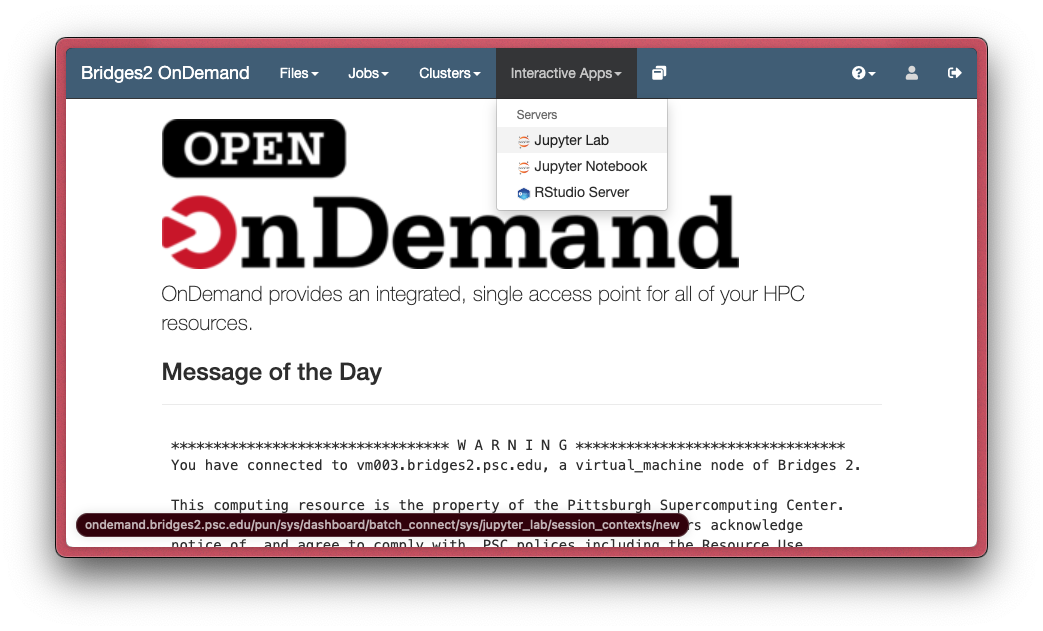 Bridges2 OnDemand Files Jobs Clusters Interactive Apps
Servers
Jupyter Lab
Jupyter Notebook
RStudio Server
OPEN
OnDemand
OnDemand provides an integrated, single access point for all of your HPC
resources.
Message of the Day
********************************* W A R N I N G ********************************
You have connected to vm003.bridges2.psc.edu, a virtual_machine node of Bridges 2.
This computing resource is the property of the Pittsburgh Supercomputing Center.
ondemand.bridges2.psc.edu/pun/sys/dashboard/batch_connect/sys/jupyter_lab/session_contexts/new
rs acknowledge
notice of, and agree to comply with, PSC polices including the Resource Use